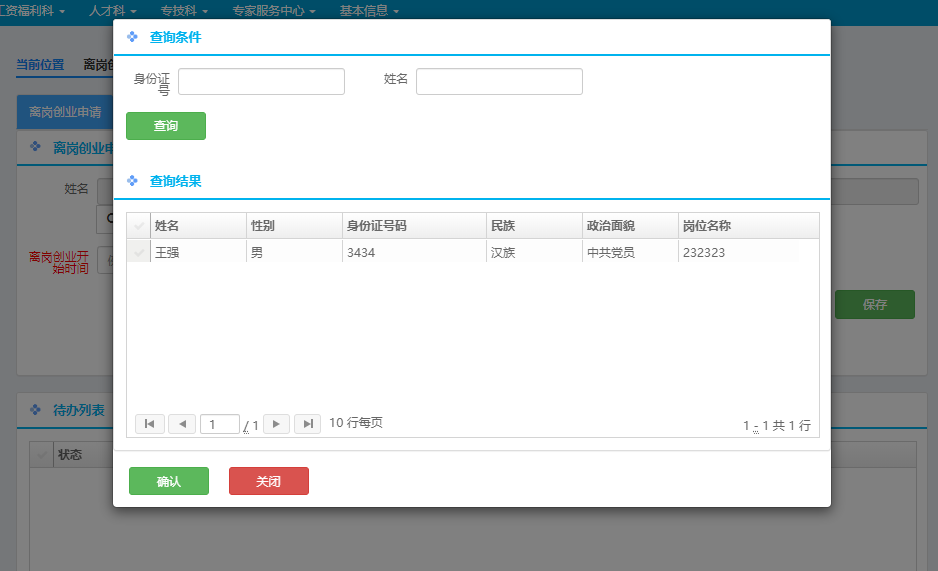 工资福利科 人才科 专技科 专家服务中心 基本信息
查询条件
当前位置 离岗创
身份证号 姓名
离岗创业申请
查询
离岗创业申
查询结果
姓名
姓名 性别 身份证号码 民族 政治面貌 岗位名称
王强 男 3434 汉族 中共党员 232323
离岗创业开始时间
保存
待办列表
1 / 1 10 行每页 1 - 1 共 1 行
状态
确认 关闭